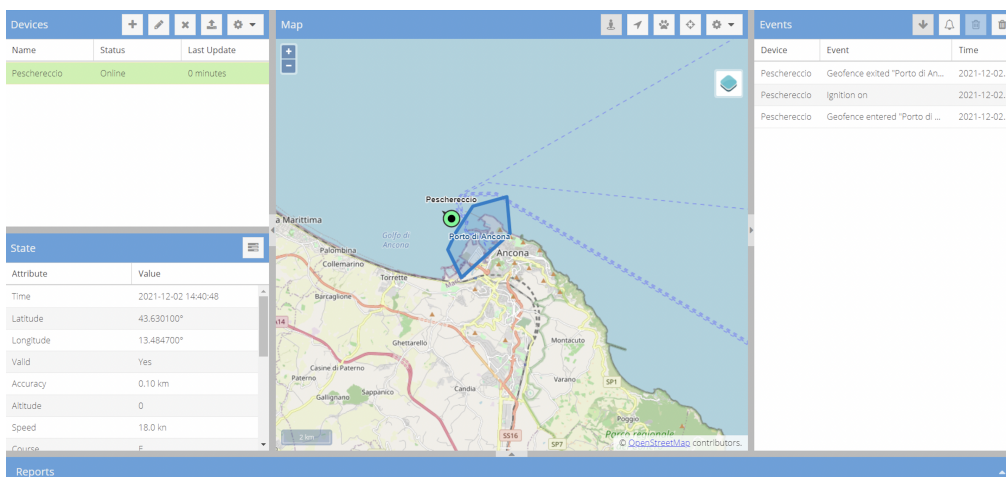 Devices
Name Status Last Update
Peschereccio Online 0 minutes
State
Attribute Value
Time 2021-12-02 14:40:48
Latitude 43.630100°
Longitude 13.484700°
Valid Yes
Accuracy 0.10 km
Altitude 0
Speed 18.0 kn
Course E
Map
+
−
Peschereccio
a Marittima
Golfo di
Ancona
Porto di Ancona
Palombina
Ancona
Collemarino
Torrette
Barcaglione
A14
Ghettarello
Montacuto
Casine di Paterno
Paterno
Gallignano
Sappanico
Candia
Varano
SP1
Poggio
Parco regionale
2 km
SS16
SP7
© OpenStreetMap contributors.
Events
Device Event Time
Peschereccio Geofence exited "Porto di An... 2021-12-02.
Peschereccio Ignition on 2021-12-02.
Peschereccio Geofence entered "Porto di ... 2021-12-02.
Reports